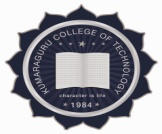 KUMARAGURU COLLEGE OF TECHNOLOGY
character is life
★ 1984 ★